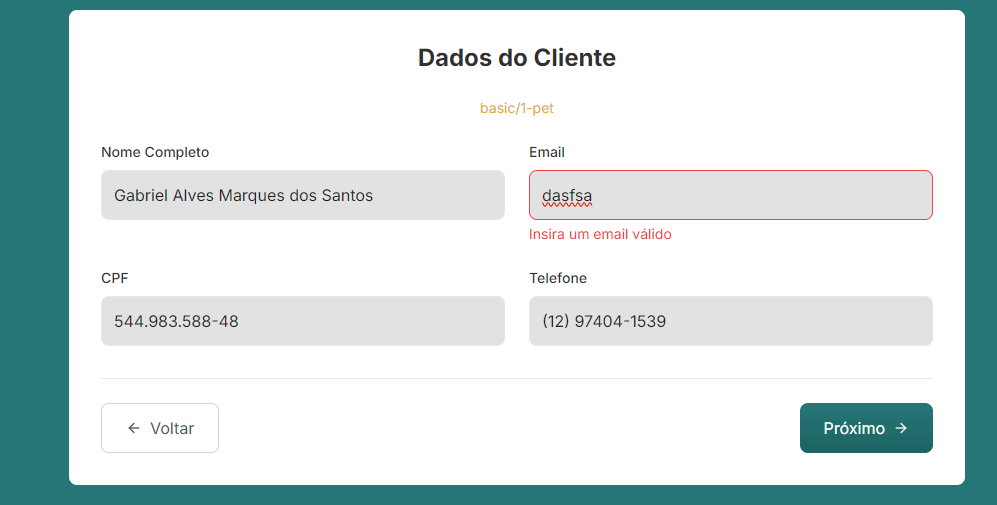 Dados do Cliente
basic/1-pet
Nome Completo
Email
Gabriel Alves Marques dos Santos
dasfsa
Insira um email válido
CPF
Telefone
544.983.588-48
(12) 97404-1539
← Voltar
Próximo →